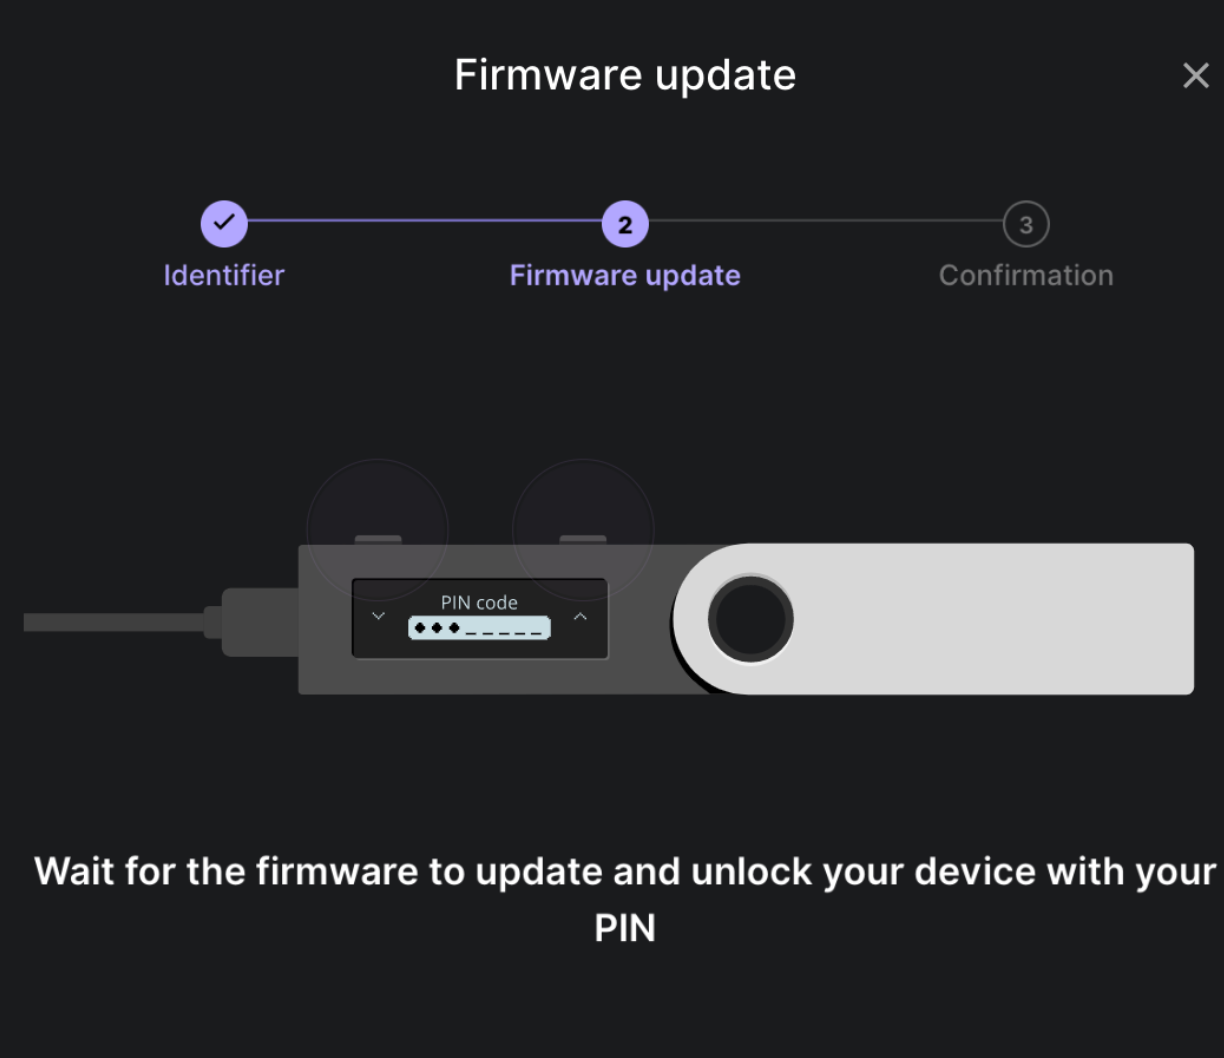 Firmware update
2
3
Identifier
Firmware update
Confirmation
PIN code
Wait for the firmware to update and unlock your device with your
PIN